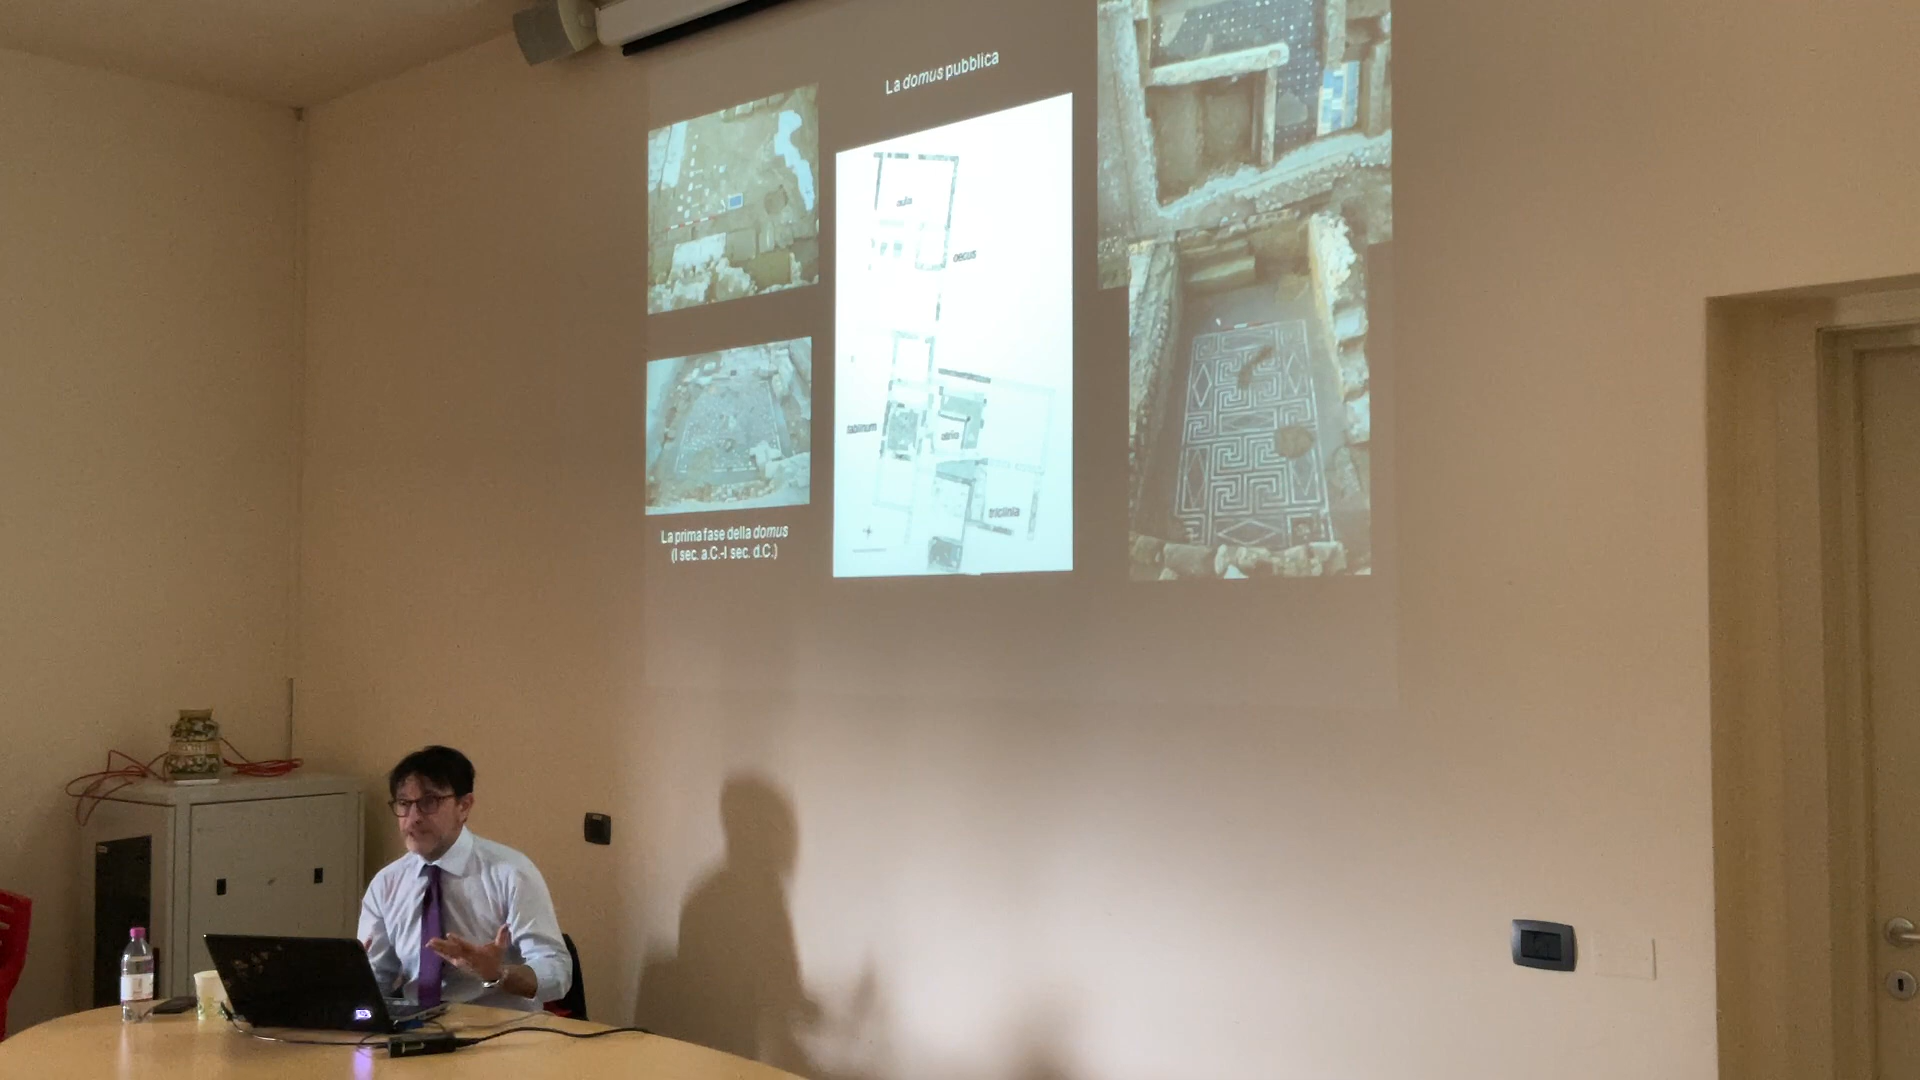 La domus pubblica
aula
oecus
tablinum
atrio
triclinia
La prima fase della domus
(I sec. a.C.-I sec. d.C.)